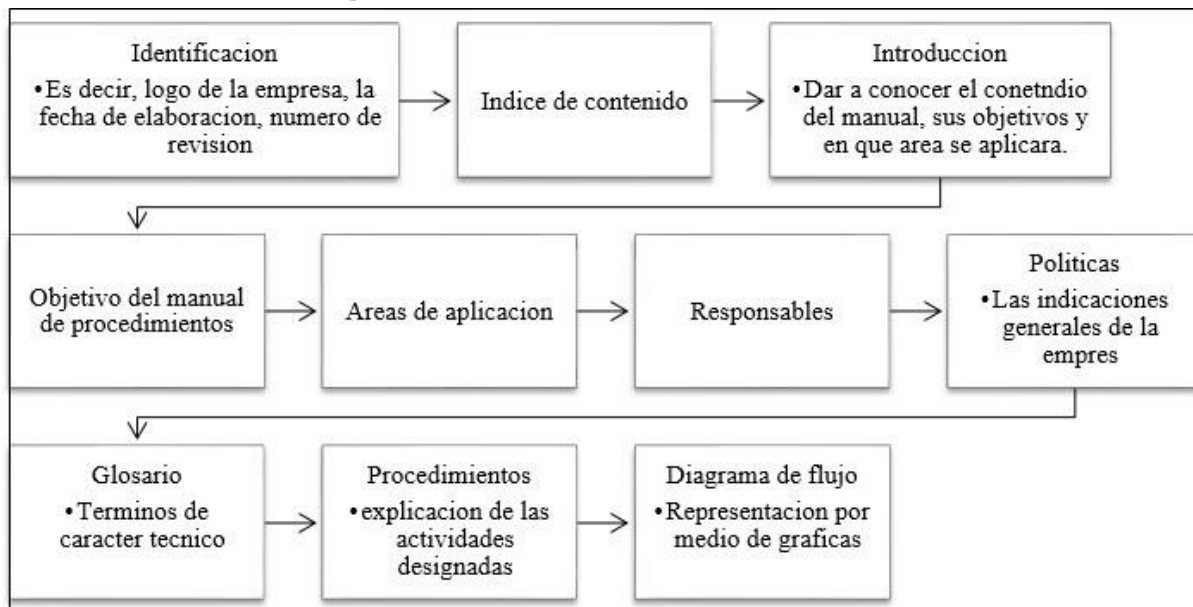 Identificacion
•Es decir, logo de la empresa, la
fecha de elaboracion, numero de
revision
Indice de contenido
Introduccion
•Dar a conocer el conetndio
del manual, sus objetivos y
en que area se aplicara.
Objetivo del manual
de procedimientos
Areas de aplicacion
Responsables
Politicas
•Las indicaciones
generales de la
empres
Glosario
•Terminos de
caracter tecnico
Procedimientos
•explicacion de las
actividades
designadas
Diagrama de flujo
•Representacion por
medio de graficas